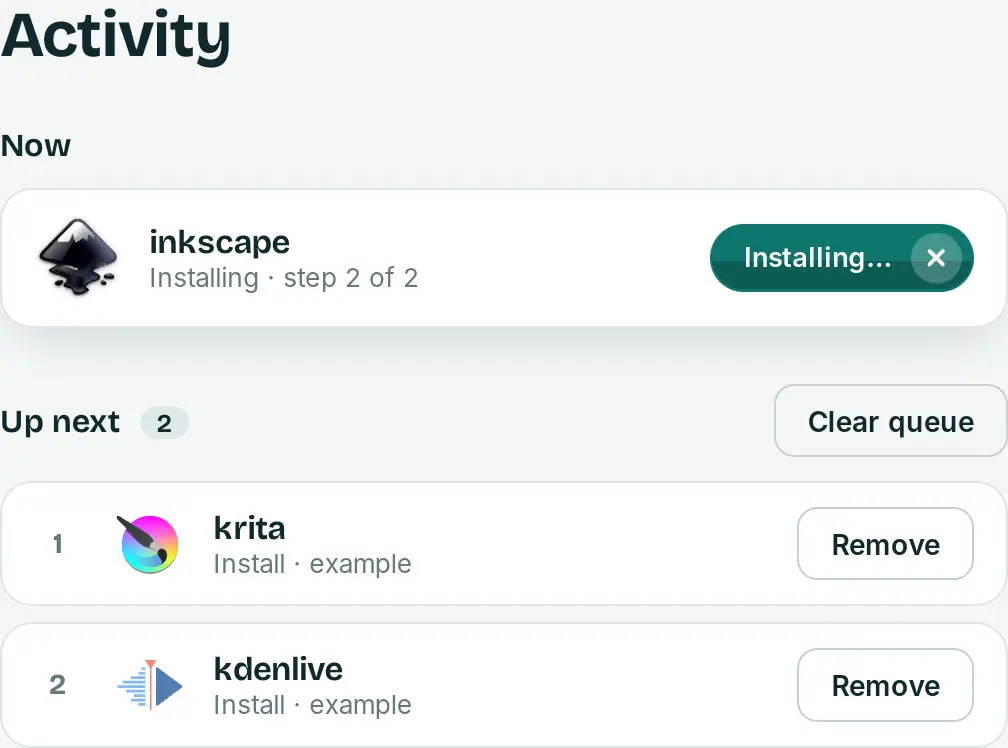 Activity
Now
inkscape
Installing · step 2 of 2
Installing…
Up next 2
Clear queue
1
krita
Install · example
Remove
2
kdenlive
Install · example
Remove